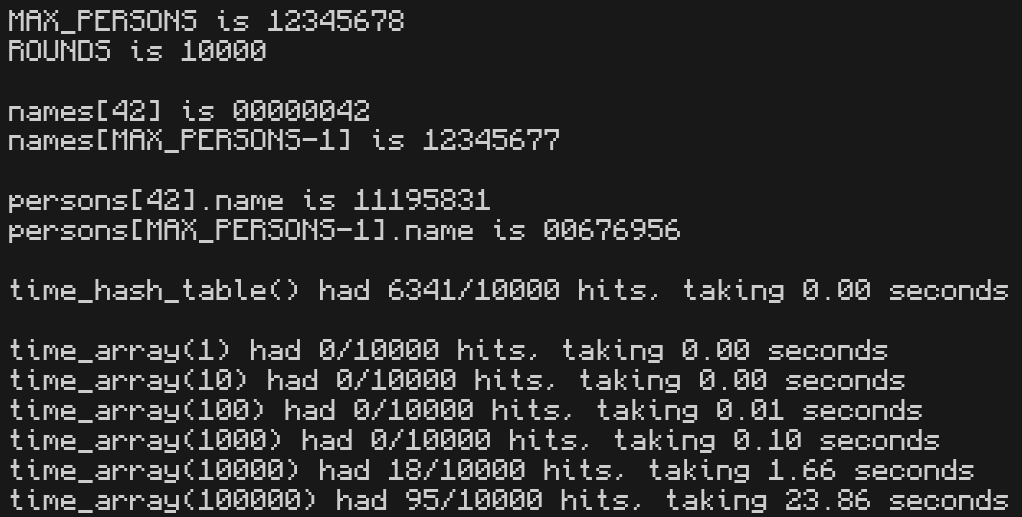 MAX_PERSONS is 12345678
ROUNDS is 10000
names[42] is 00000042
names[MAX_PERSONS-1] is 12345677
persons[42].name is 11195831
persons[MAX_PERSONS-1].name is 00676956
time_hash_table() had 6341/10000 hits, taking 0.00 seconds
time_array(1) had 0/10000 hits, taking 0.00 seconds
time_array(10) had 0/10000 hits, taking 0.00 seconds
time_array(100) had 0/10000 hits, taking 0.01 seconds
time_array(1000) had 0/10000 hits, taking 0.10 seconds
time_array(10000) had 18/10000 hits, taking 1.66 seconds
time_array(100000) had 95/10000 hits, taking 23.86 seconds